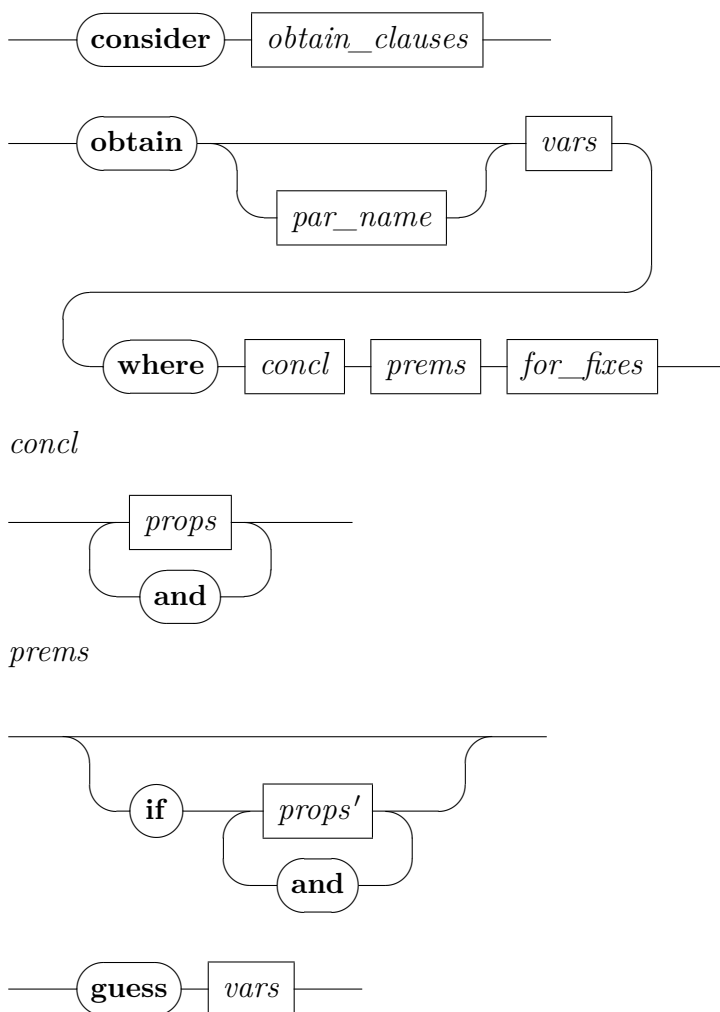 consider obtain_clauses
obtain vars
par_name
where concl prems for_fixes
concl
props
and
prems
if props′
and
guess vars